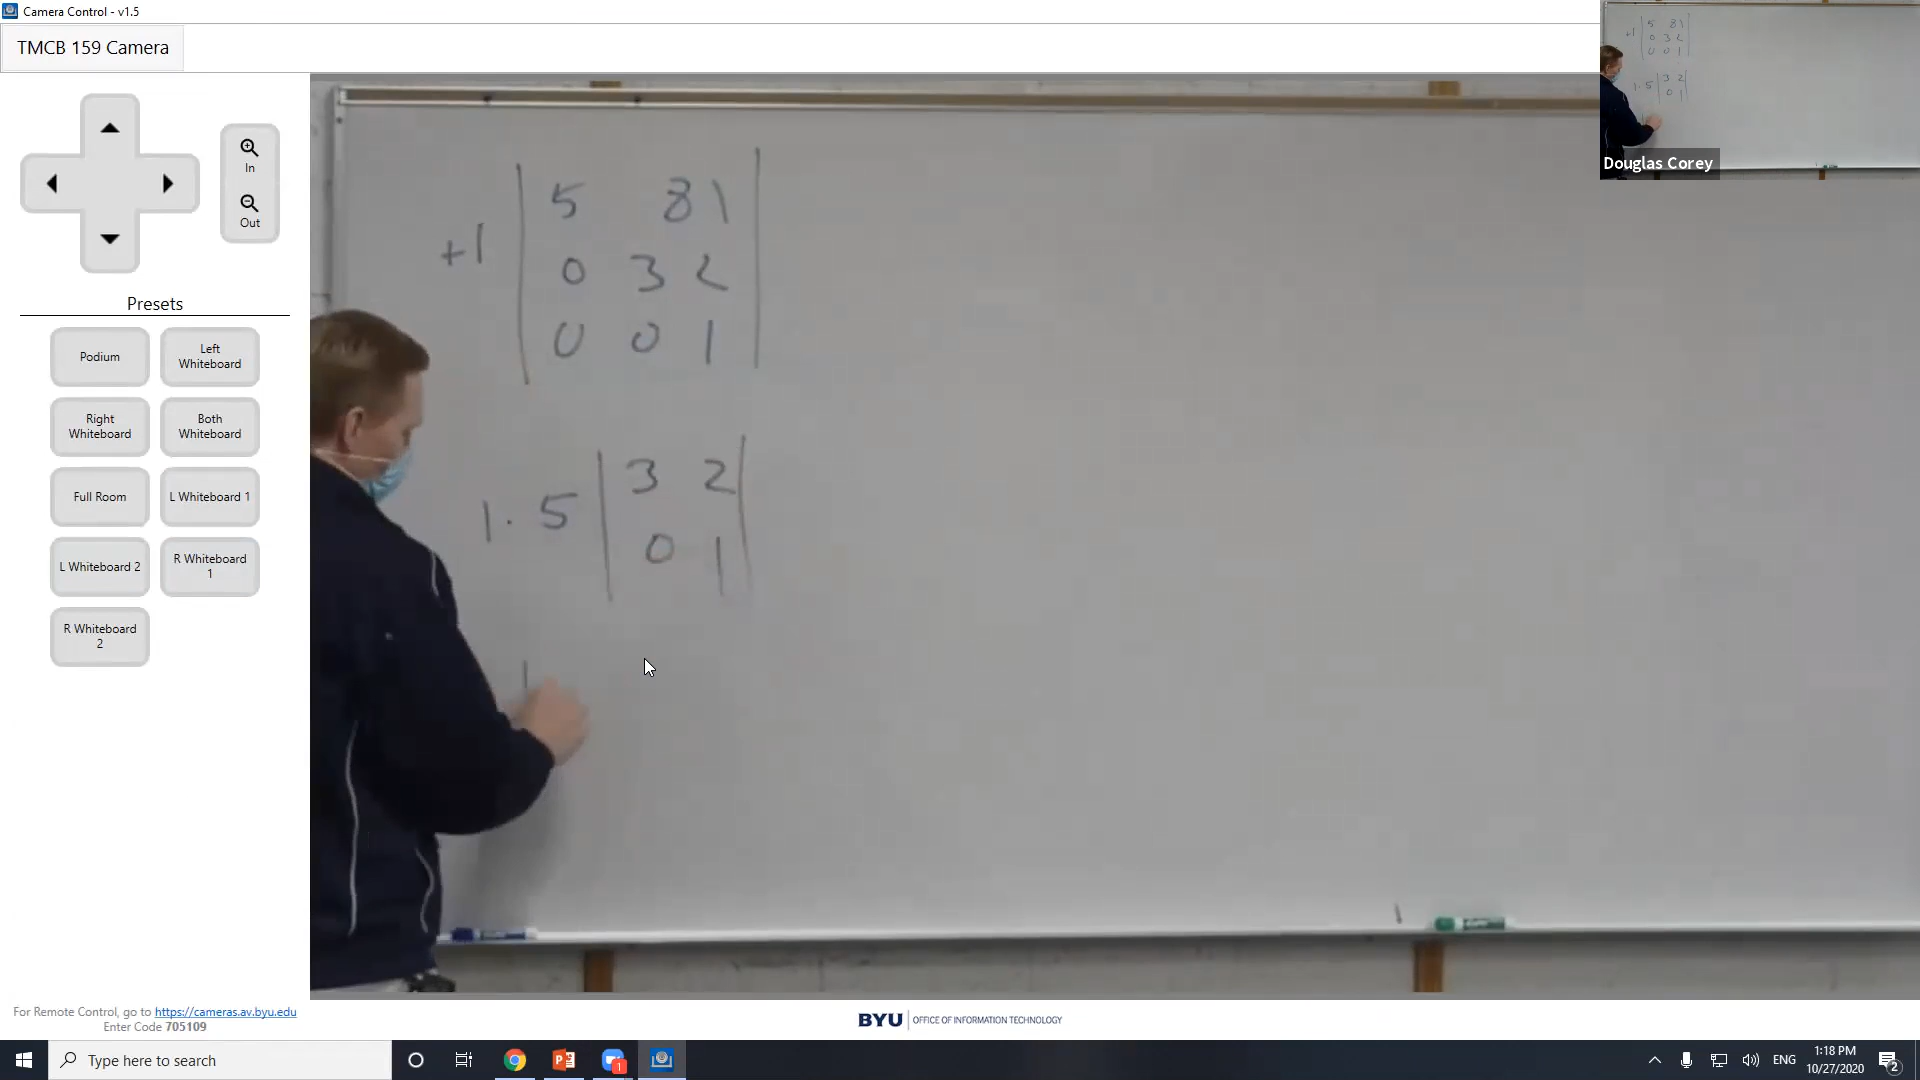 Camera Control - v1.5
TMCB 159 Camera
In
Out
Presets
Podium
Left
Whiteboard
Right
Whiteboard
Both
Whiteboard
Full Room
L Whiteboard 1
L Whiteboard 2
R Whiteboard
1
R Whiteboard
2
+1
5 8 1
0 3 2
0 0 1
1 · 5
3 2
0 1
1
Douglas Corey
For Remote Control, go to https://cameras.av.byu.edu
Enter Code 705109
BYU OFFICE OF INFORMATION TECHNOLOGY
Type here to search
1
ENG
1:18 PM
10/27/2020
2